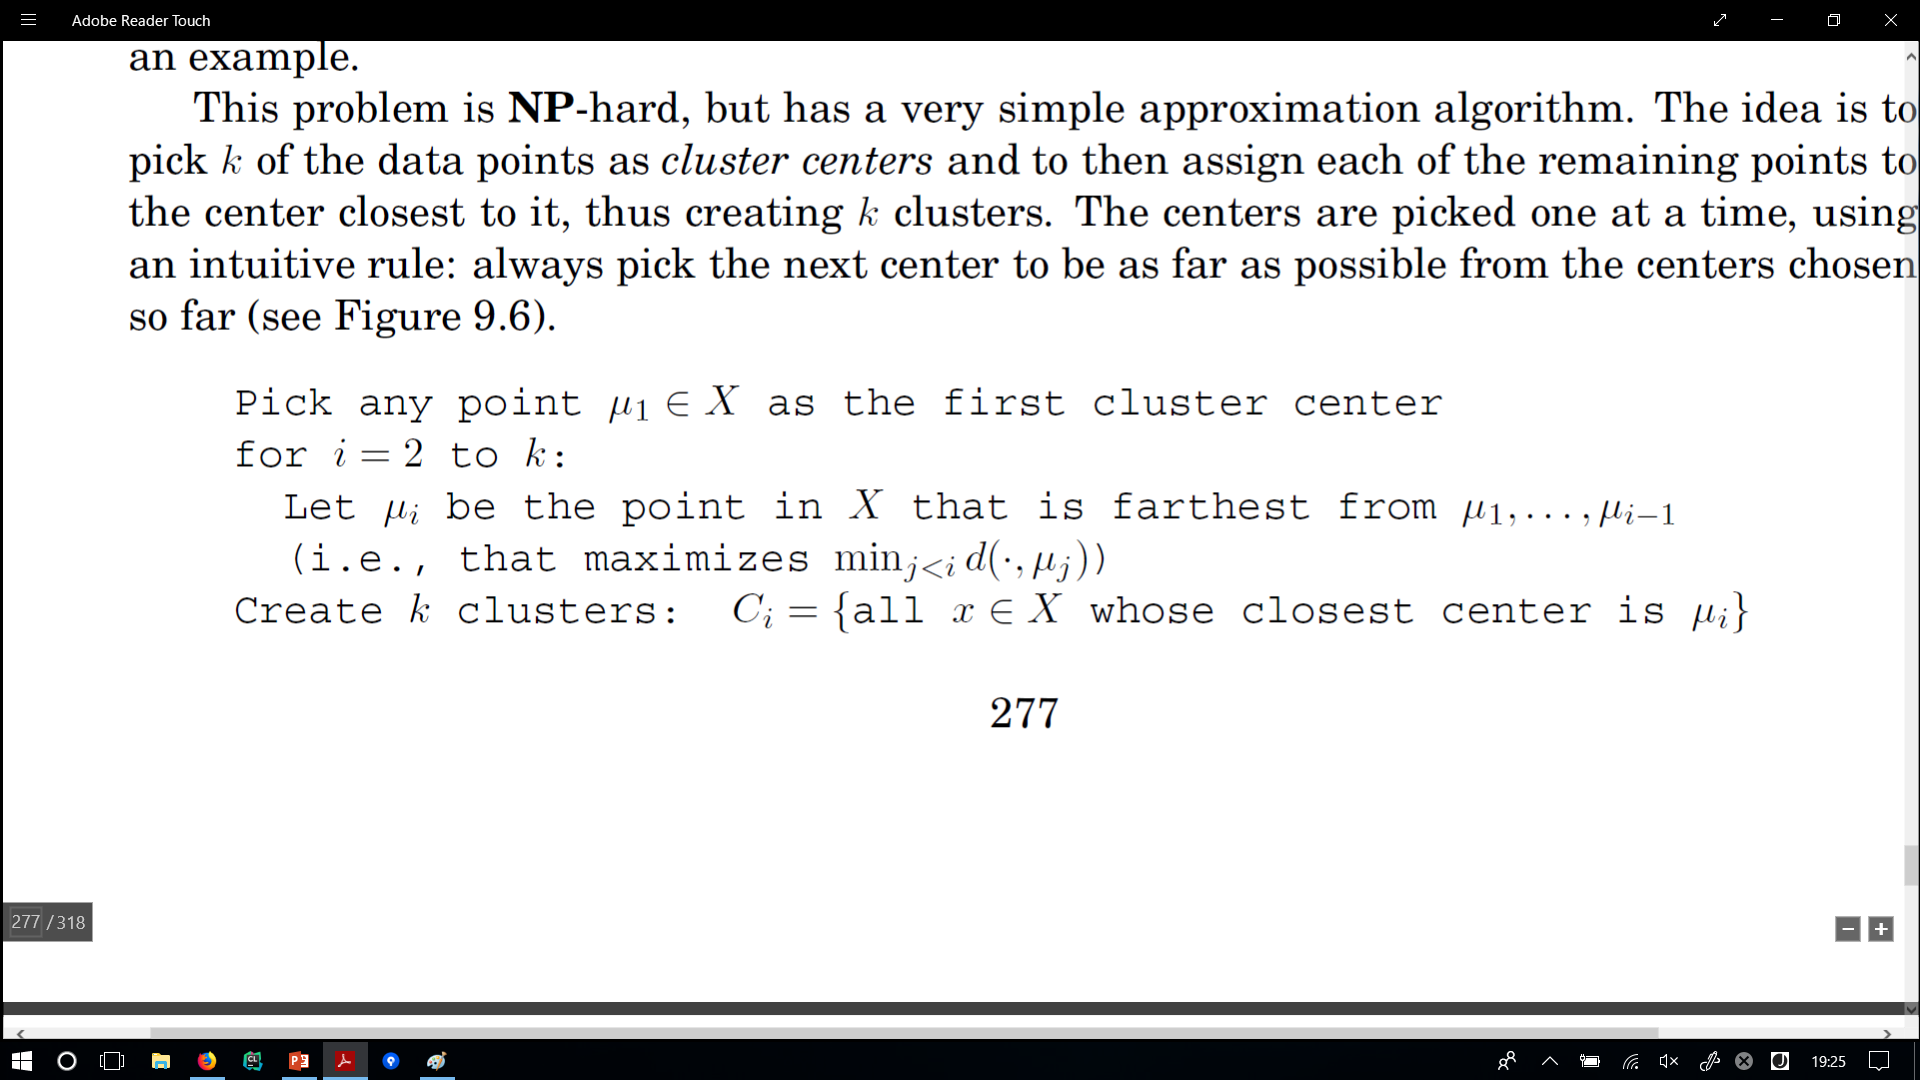 Adobe Reader Touch
an example.
This problem is NP-hard, but has a very simple approximation algorithm. The idea is to
pick k of the data points as cluster centers and to then assign each of the remaining points to
the center closest to it, thus creating k clusters. The centers are picked one at a time, using
an intuitive rule: always pick the next center to be as far as possible from the centers chosen
so far (see Figure 9.6).
Pick any point μ₁ ∈ X as the first cluster center
for i = 2 to k:
Let μᵢ be the point in X that is farthest from μ₁, . . . , μᵢ₋₁
(i.e., that maximizes min_{j<i} d(·, μⱼ))
Create k clusters: Cᵢ = {all x ∈ X whose closest center is μᵢ}
277
277 / 318
19:25